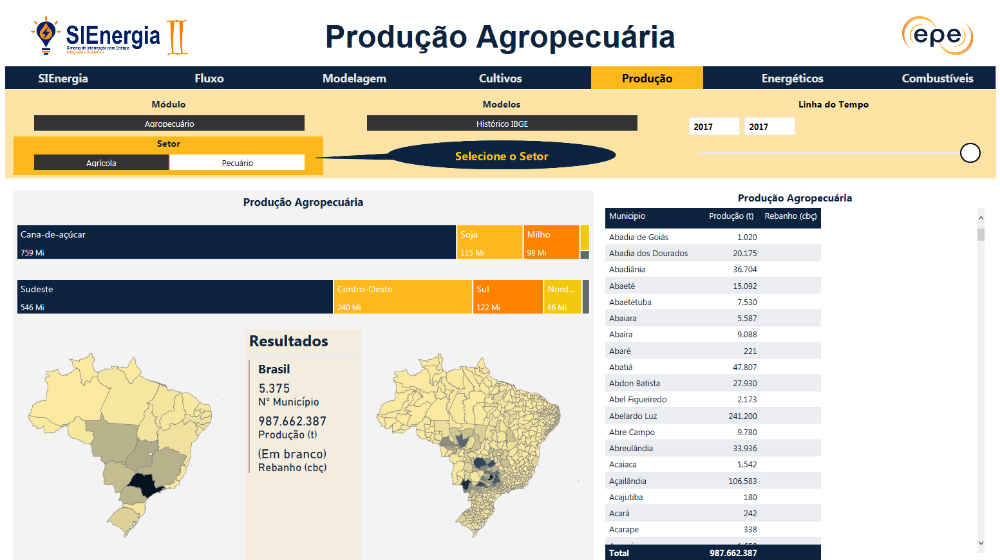 SIEnergia II
Sistema de Informação para Energia
Integrado e Interativo
Produção Agropecuária
epe
SIEnergia Fluxo Modelagem Cultivos Produção Energéticos Combustíveis
Módulo Modelos Linha do Tempo
Agropecuário Histórico IBGE 2017 2017
Setor
Agrícola Pecuário
Selecione o Setor
Produção Agropecuária
Cana-de-açúcar Soja Milho
759 Mi 115 Mi 98 Mi
Sudeste Centro-Oeste Sul Nord...
546 Mi 240 Mi 122 Mi 66 Mi
Resultados
Brasil
5.375
Nº Município
987.662.387
Produção (t)
(Em branco)
Rebanho (cbç)
Produção Agropecuária
Municipio Produção (t) Rebanho (cbç)
Abadia de Goiás 1.020
Abadia dos Dourados 20.175
Abadiânia 36.704
Abaeté 15.092
Abaetetuba 7.530
Abaiara 5.587
Abaíra 9.088
Abaré 221
Abatiá 47.807
Abdon Batista 27.930
Abel Figueiredo 2.173
Abelardo Luz 241.200
Abre Campo 9.780
Abreulândia 33.936
Acaiaca 1.542
Açailândia 106.583
Acajutiba 180
Acará 242
Acarape 338
Total 987.662.387